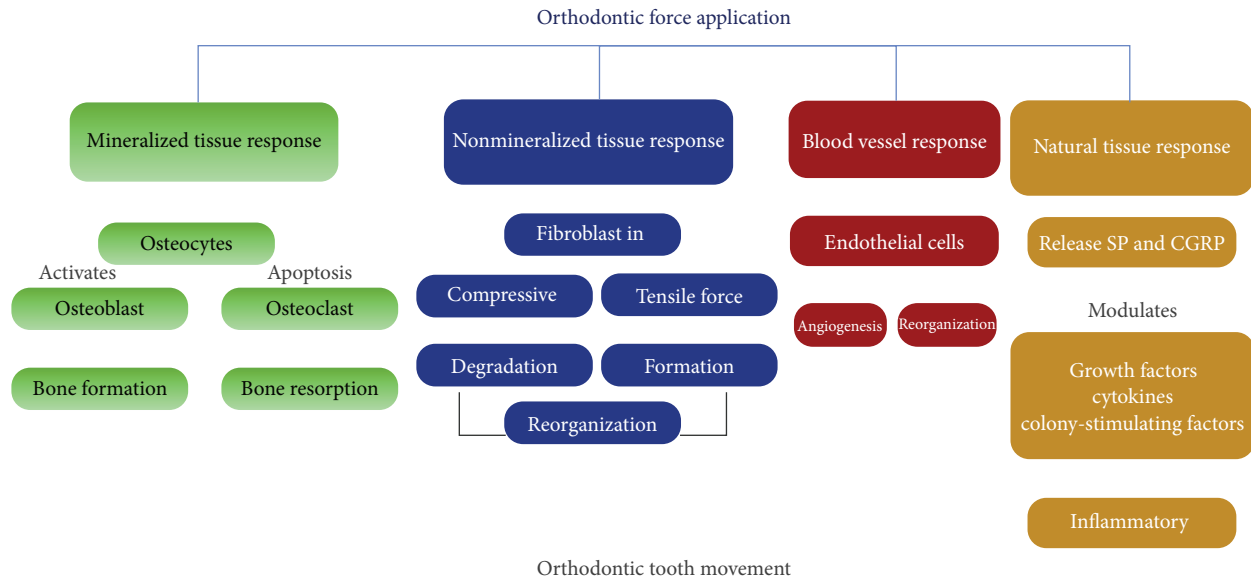 Orthodontic force application
Mineralized tissue response
Nonmineralized tissue response
Blood vessel response
Natural tissue response
Osteocytes
Fibroblast in
Endothelial cells
Release SP and CGRP
Activates
Apoptosis
Osteoblast
Osteoclast
Compressive
Tensile force
Angiogenesis
Reorganization
Modulates
Bone formation
Bone resorption
Degradation
Formation
Growth factors
cytokines
colony-stimulating factors
Reorganization
Inflammatory
Orthodontic tooth movement